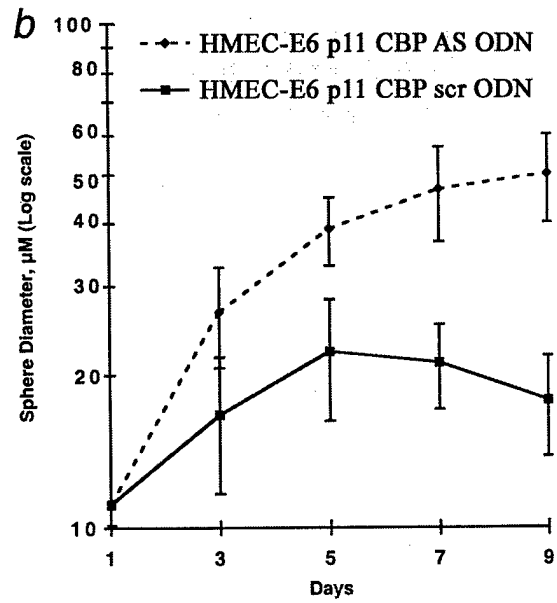 b
HMEC-E6 p11 CBP AS ODN
HMEC-E6 p11 CBP scr ODN
Sphere Diameter, µM (Log scale)
100
80
60
50
40
30
20
10
1 3 5 7 9
Days